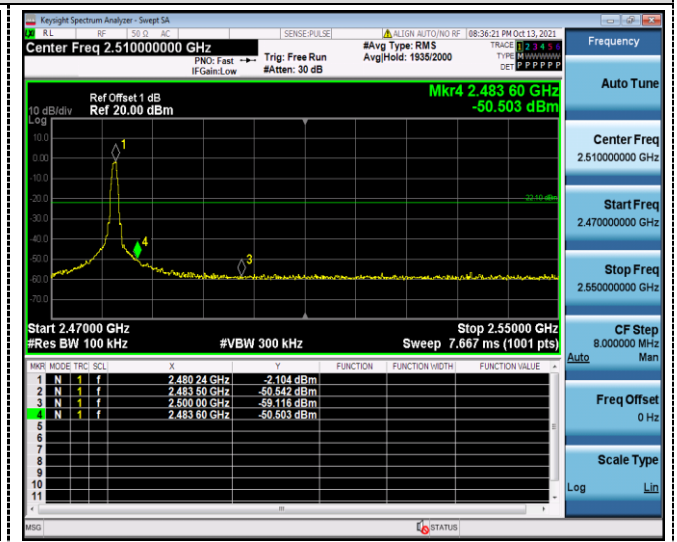 Keysight Spectrum Analyzer - Swept SA
RL RF 50 Ω AC SENSE:PULSE ALIGN AUTO/NO RF 08:36:21 PM Oct 13, 2021
Center Freq 2.510000000 GHz
PNO: Fast
IFGain:Low
Trig: Free Run
#Atten: 30 dB
#Avg Type: RMS
Avg|Hold: 1935/2000
TRACE 1 2 3 4 5 6
TYPE M WWWWW
DET P P P P P P
Ref Offset 1 dB
10 dB/div Ref 20.00 dBm
Log
Mkr4 2.483 60 GHz
-50.503 dBm
10.0
0.00
-10.0
-20.0
-30.0
-40.0
-50.0
-60.0
-70.0
1
4
3
-22.10 dBm
Start 2.47000 GHz Stop 2.55000 GHz
#Res BW 100 kHz #VBW 300 kHz Sweep 7.667 ms (1001 pts)
MKR MODE TRC SCL X Y FUNCTION FUNCTION WIDTH FUNCTION VALUE
1 N 1 f 2.480 24 GHz -2.104 dBm
2 N 1 f 2.483 50 GHz -50.542 dBm
3 N 1 f 2.500 00 GHz -59.116 dBm
4 N 1 f 2.483 60 GHz -50.503 dBm
5
6
7
8
9
10
11
MSG STATUS
Frequency
Auto Tune
Center Freq
2.510000000 GHz
Start Freq
2.470000000 GHz
Stop Freq
2.550000000 GHz
CF Step
8.000000 MHz
Auto Man
Freq Offset
0 Hz
Scale Type
Log Lin